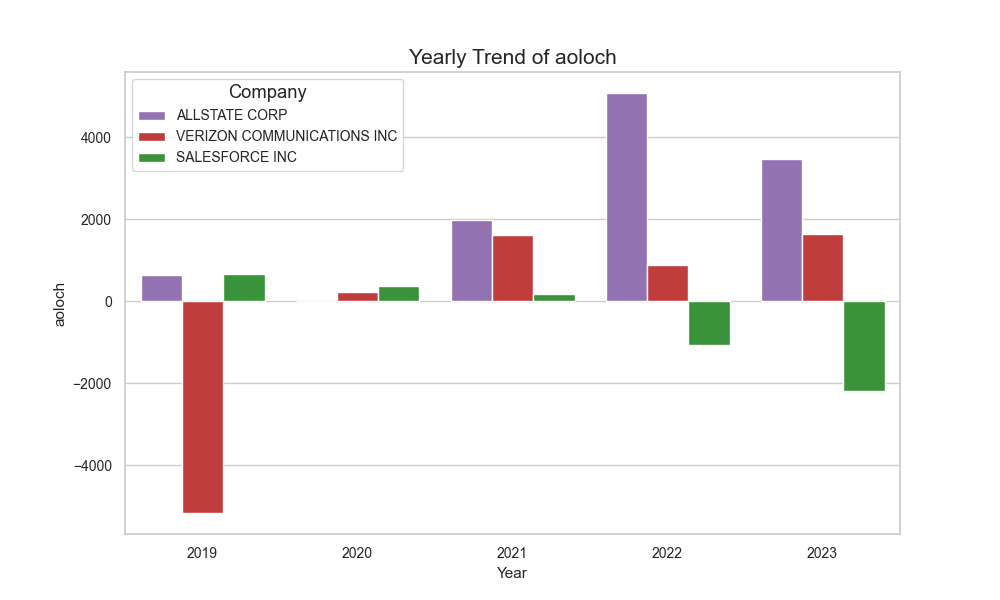 Yearly Trend of aoloch
Company
ALLSTATE CORP
VERIZON COMMUNICATIONS INC
SALESFORCE INC
aoloch
4000
2000
0
−2000
−4000
2019 2020 2021 2022 2023
Year